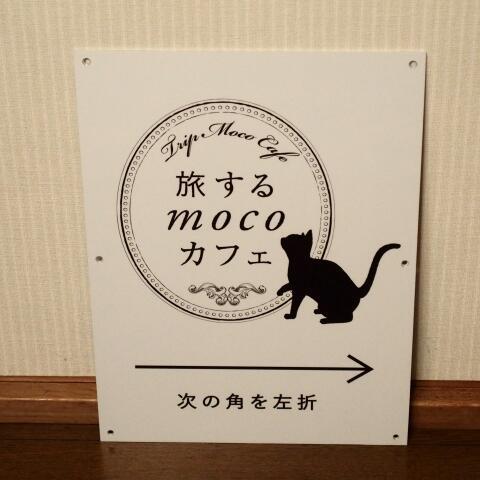 Trip Moco Cafe
旅する
moco
カフェ
次の角を左折